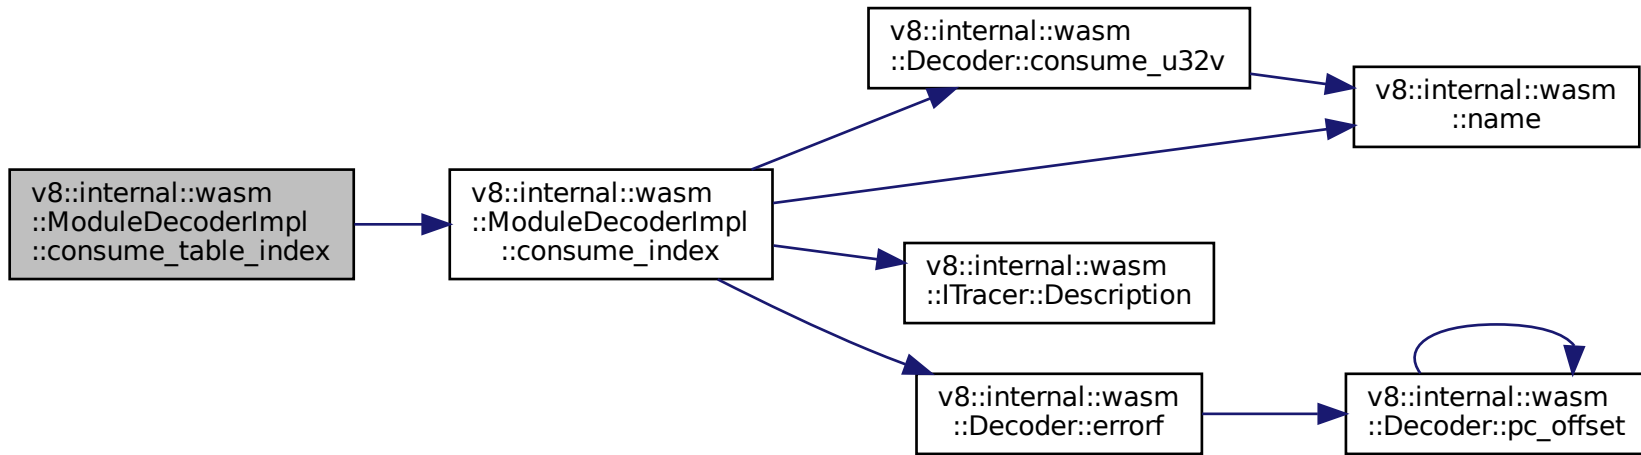 v8::internal::wasm
::ModuleDecoderImpl
::consume_table_index
v8::internal::wasm
::ModuleDecoderImpl
::consume_index
v8::internal::wasm
::Decoder::consume_u32v
v8::internal::wasm
::name
v8::internal::wasm
::ITracer::Description
v8::internal::wasm
::Decoder::errorf
v8::internal::wasm
::Decoder::pc_offset